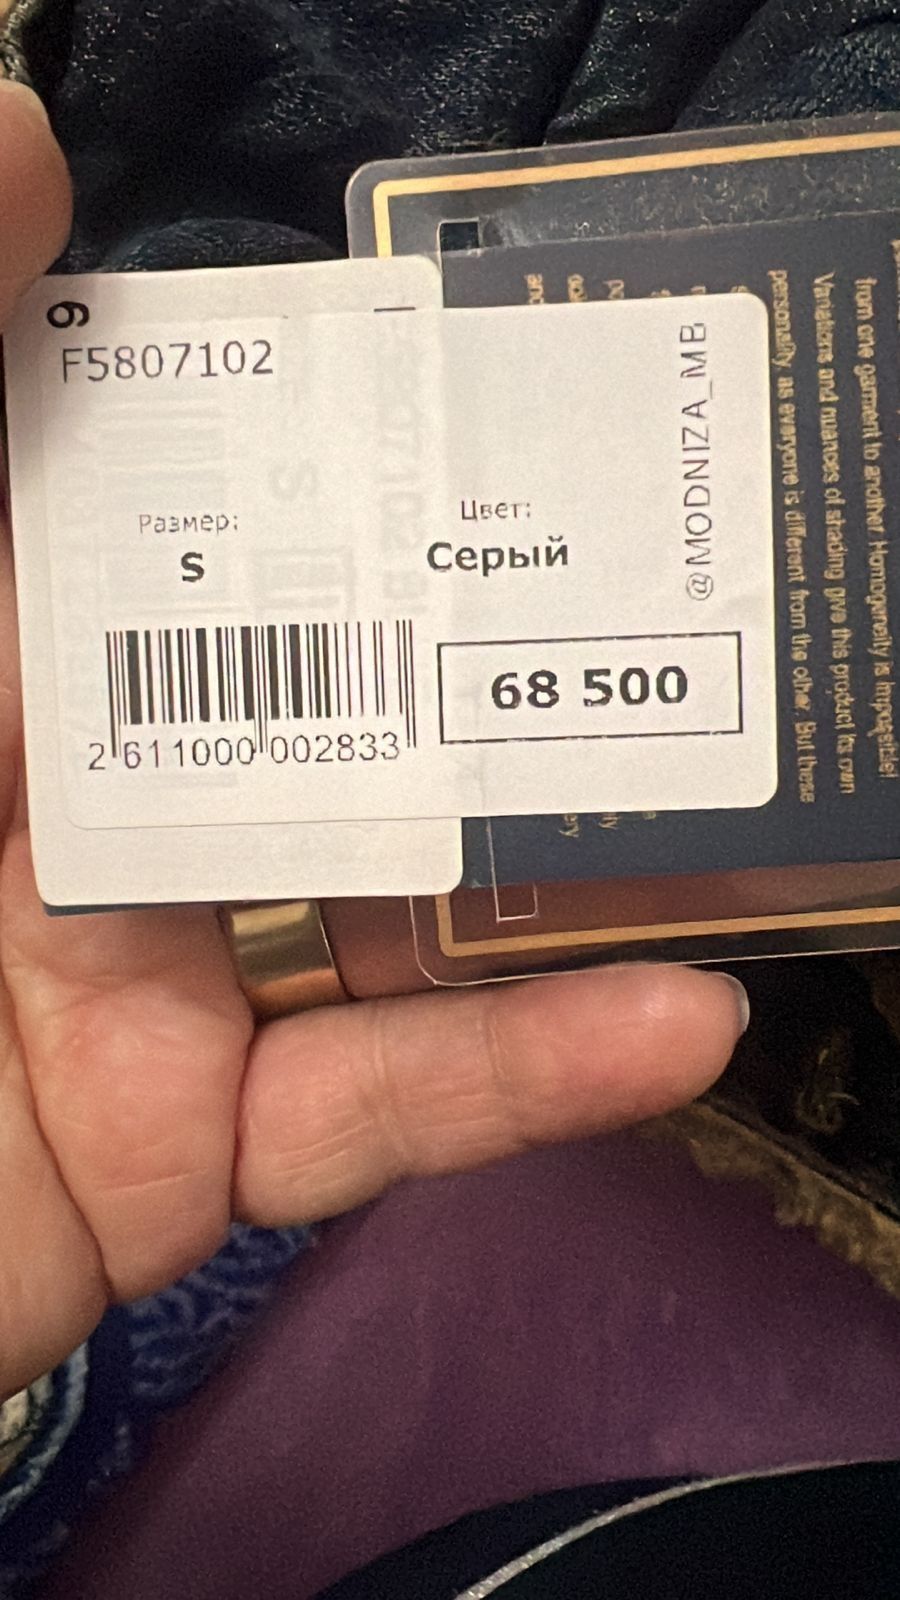 6
F5807102
@MODNIZA_MB
Размер:
S
Цвет:
Серый
68 500
2 611000 002833
from one garment to another. Homogeneity is impossible!
Variations and nuances of shading give this product its own
personality, as everyone is different from the other. But these